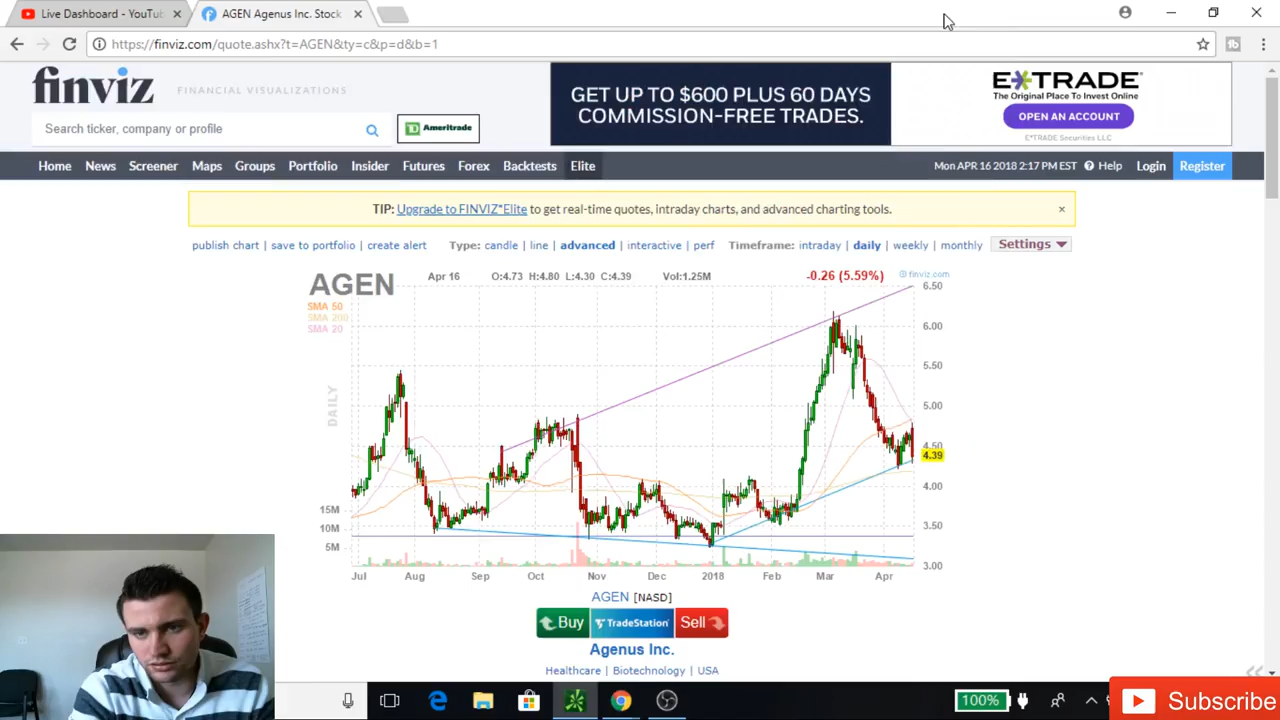 Live Dashboard - YouTub
AGEN Agenus Inc. Stock
https://finviz.com/quote.ashx?t=AGEN&ty=c&p=d&b=1
finviz
FINANCIAL VISUALIZATIONS
GET UP TO $600 PLUS 60 DAYS
COMMISSION-FREE TRADES.
E*TRADE
The Original Place To Invest Online
OPEN AN ACCOUNT
E*TRADE Securities LLC
Search ticker, company or profile
Ameritrade
Home News Screener Maps Groups Portfolio Insider Futures Forex Backtests Elite
Mon APR 16 2018 2:17 PM EST Help Login Register
TIP: Upgrade to FINVIZ*Elite to get real-time quotes, intraday charts, and advanced charting tools. ×
publish chart | save to portfolio | create alert Type: candle | line | advanced | interactive | perf Timeframe: intraday | daily | weekly | monthly Settings
AGEN Apr 16 O:4.73 H:4.80 L:4.30 C:4.39 Vol:1.25M -0.26 (5.59%) finviz.com
SMA 50
SMA 200
SMA 20
DAILY
6.50
6.00
5.50
5.00
4.50
4.39
4.00
3.50
3.00
15M
10M
5M
Jul Aug Sep Oct Nov Dec 2018 Feb Mar Apr
AGEN [NASD]
Buy TradeStation Sell
Agenus Inc.
Healthcare | Biotechnology | USA
100%
Subscribe